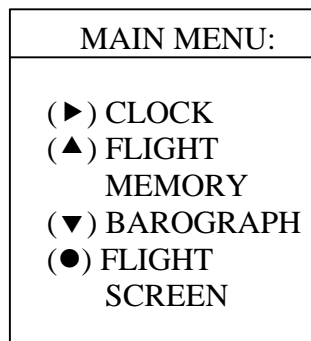 MAIN MENU:
(▶) CLOCK
(▲) FLIGHT
MEMORY
(▼) BAROGRAPH
(●) FLIGHT
SCREEN